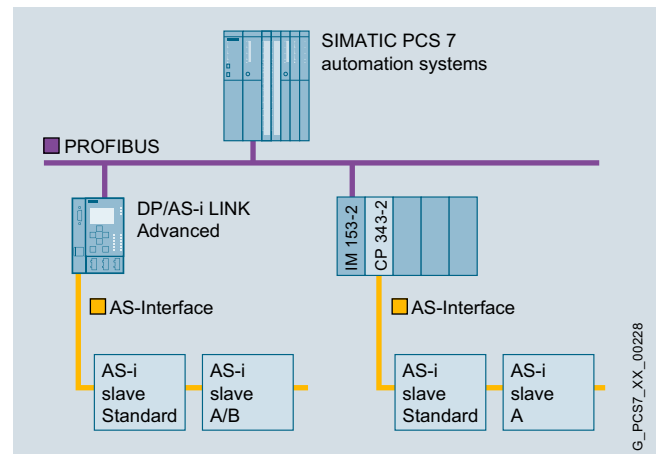 SIMATIC PCS 7
automation systems
PROFIBUS
DP/AS-i LINK
Advanced
IM 153-2
CP 343-2
AS-Interface
AS-Interface
AS-i
slave
Standard
AS-i
slave
A/B
AS-i
slave
Standard
AS-i
slave
A
G_PCS7_XX_00228